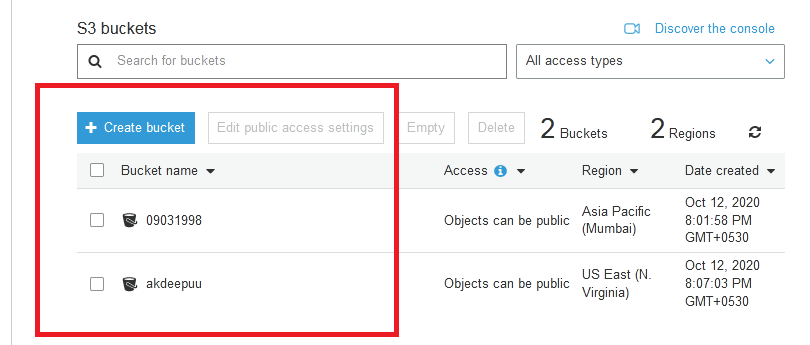 S3 buckets
Discover the console
Search for buckets
All access types
+ Create bucket
Edit public access settings
Empty
Delete
2 Buckets
2 Regions
Bucket name
Access
Region
Date created
09031998
Objects can be public
Asia Pacific
(Mumbai)
Oct 12, 2020
8:01:58 PM
GMT+0530
akdeepuu
Objects can be public
US East (N.
Virginia)
Oct 12, 2020
8:07:03 PM
GMT+0530